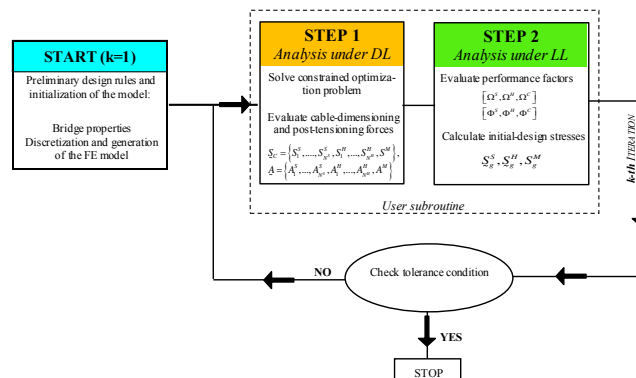 START (k=1)
Preliminary design rules and
initialization of the model:
Bridge properties
Discretization and generation
of the FE model
STEP 1
Analysis under DL
Solve constrained optimiza-
tion problem
Evaluate cable-dimensioning
and post-tensioning forces
S_C = {S_1^S,...,S_{N^S}^S, S_1^H,...,S_{N^H}^H, S^M},
A = {A_1^S,...,A_{N^S}^S, A_1^H,...,A_{N^H}^H, A^M}
STEP 2
Analysis under LL
Evaluate performance factors
[Ω^s, Ω^u, Ω^c]
[Φ^s, Φ^u, Φ^c]
Calculate initial-design stresses
S_g^S, S_g^H, S_g^M
User subroutine
k-th ITERATION
Check tolerance condition
NO
YES
STOP